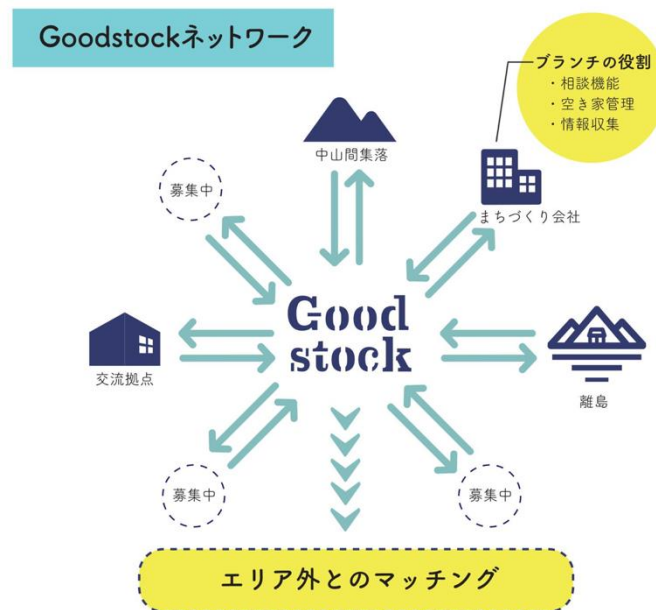 Goodstockネットワーク
ブランチの役割
・相談機能
・空き家管理
・情報収集
中山間集落
募集中
まちづくり会社
Good
stock
交流拠点
離島
募集中
募集中
エリア外とのマッチング